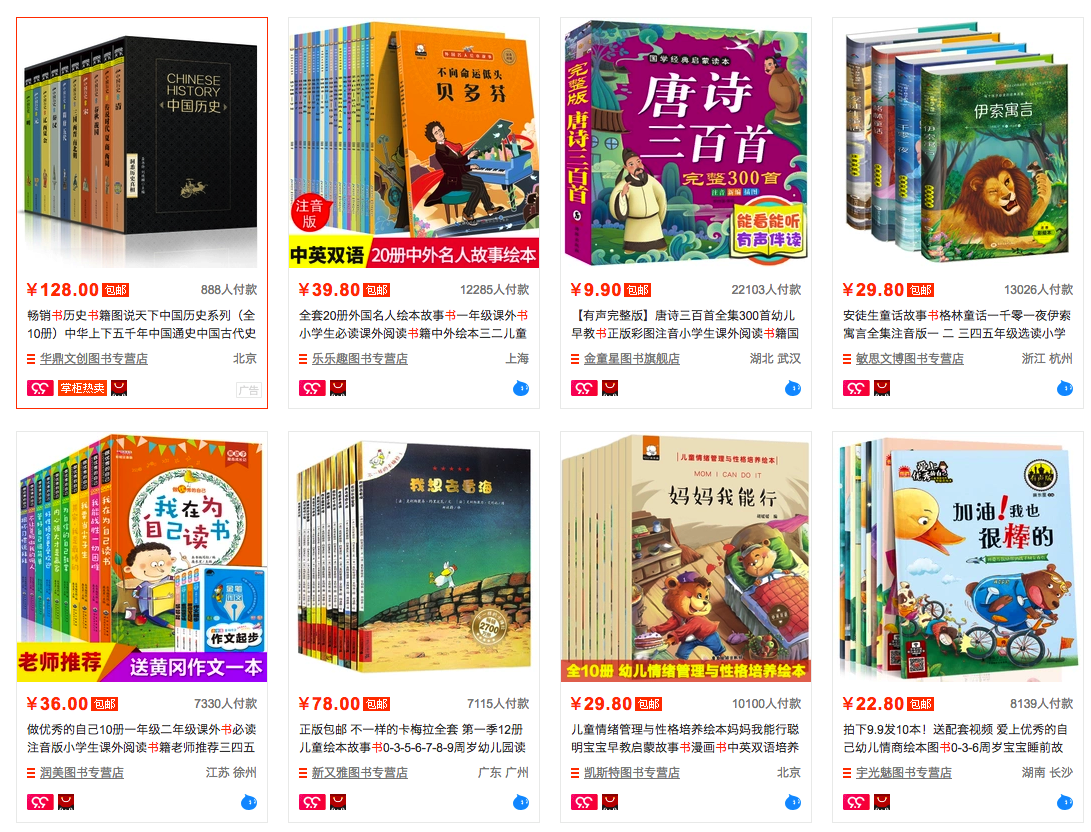 CHINESE
HISTORY
中国历史
洞悉历史真相
不向命运低头
贝多芬
注音
版
中英双语 20册中外名人故事绘本
国学经典启蒙读本
唐诗
三百首
完整300首
注音 新编 插图
完整版 唐诗三百首
能看能听
有声伴读
伊索寓言
¥128.00 包邮 888人付款
畅销书历史书籍图说天下中国历史系列（全
10册） 中华上下五千年中国通史中国古代史
华鼎文创图书专营店 北京
掌柜热卖
广告
¥39.80 包邮 12285人付款
全套20册外国名人绘本故事书一年级课外书
小学生必读课外阅读书籍中外绘本三二儿童
乐乐趣图书专营店 上海
¥9.90 包邮 22103人付款
【有声完整版】唐诗三百首全集300首幼儿
早教书正版彩图注音小学生课外书籍国
金童星图书旗舰店 湖北 武汉
¥29.80 包邮 13026人付款
安徒生童话故事书格林童话一千零一夜伊索
寓言全集注音版一 二 三四五年级选读小学
敏思文博图书专营店 浙江 杭州
做优秀的自己
我在为
自己读书
作文起步
老师推荐 送黄冈作文一本
我想去看海
儿童情绪管理与性格培养绘本
MOM I CAN DO IT
妈妈我能行
全10册 幼儿情绪管理与性格培养绘本
爱上
优秀的自己
有声版
加油！我也
很棒的
¥36.00 包邮 7330人付款
做优秀的自己10册一年级二年级课外书必读
注音版小学生课外阅读书籍老师推荐三四五
润美图书专营店 江苏 徐州
¥78.00 包邮 7115人付款
正版包邮 不一样的卡梅拉全套 第一季12册
儿童绘本故事书0-3-5-6-7-8-9周岁幼儿园读
新又雅图书专营店 广东 广州
¥29.80 包邮 10100人付款
儿童情绪管理与性格培养绘本妈妈我能行聪
明宝宝早教启蒙故事书漫画书中英双语培养
凯斯特图书专营店 北京
¥22.80 包邮 8139人付款
拍下9.9发10本！送配套视频 爱上优秀的自
己幼儿情商绘本图书0-3-6周岁宝宝睡前故
宇光魅图书专营店 湖南 长沙